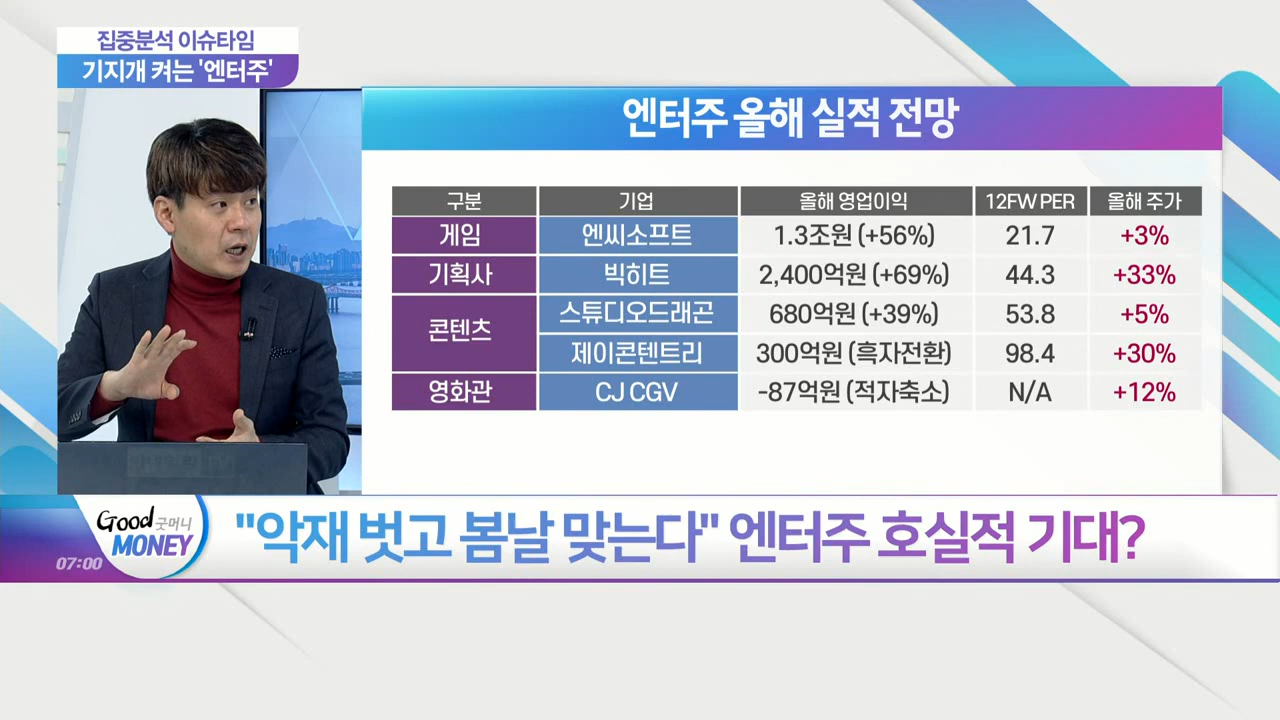 집중분석 이슈타임
기지개 켜는 '엔터주'
엔터주 올해 실적 전망
구분 기업 올해 영업이익 12FW PER 올해 주가
게임 엔씨소프트 1.3조원 (+56%) 21.7 +3%
기획사 빅히트 2,400억원 (+69%) 44.3 +33%
콘텐츠 스튜디오드래곤 680억원 (+39%) 53.8 +5%
제이콘텐트리 300억원 (흑자전환) 98.4 +30%
영화관 CJ CGV -87억원 (적자축소) N/A +12%
Good 굿머니
MONEY
07:00
"악재 벗고 봄날 맞는다" 엔터주 호실적 기대?